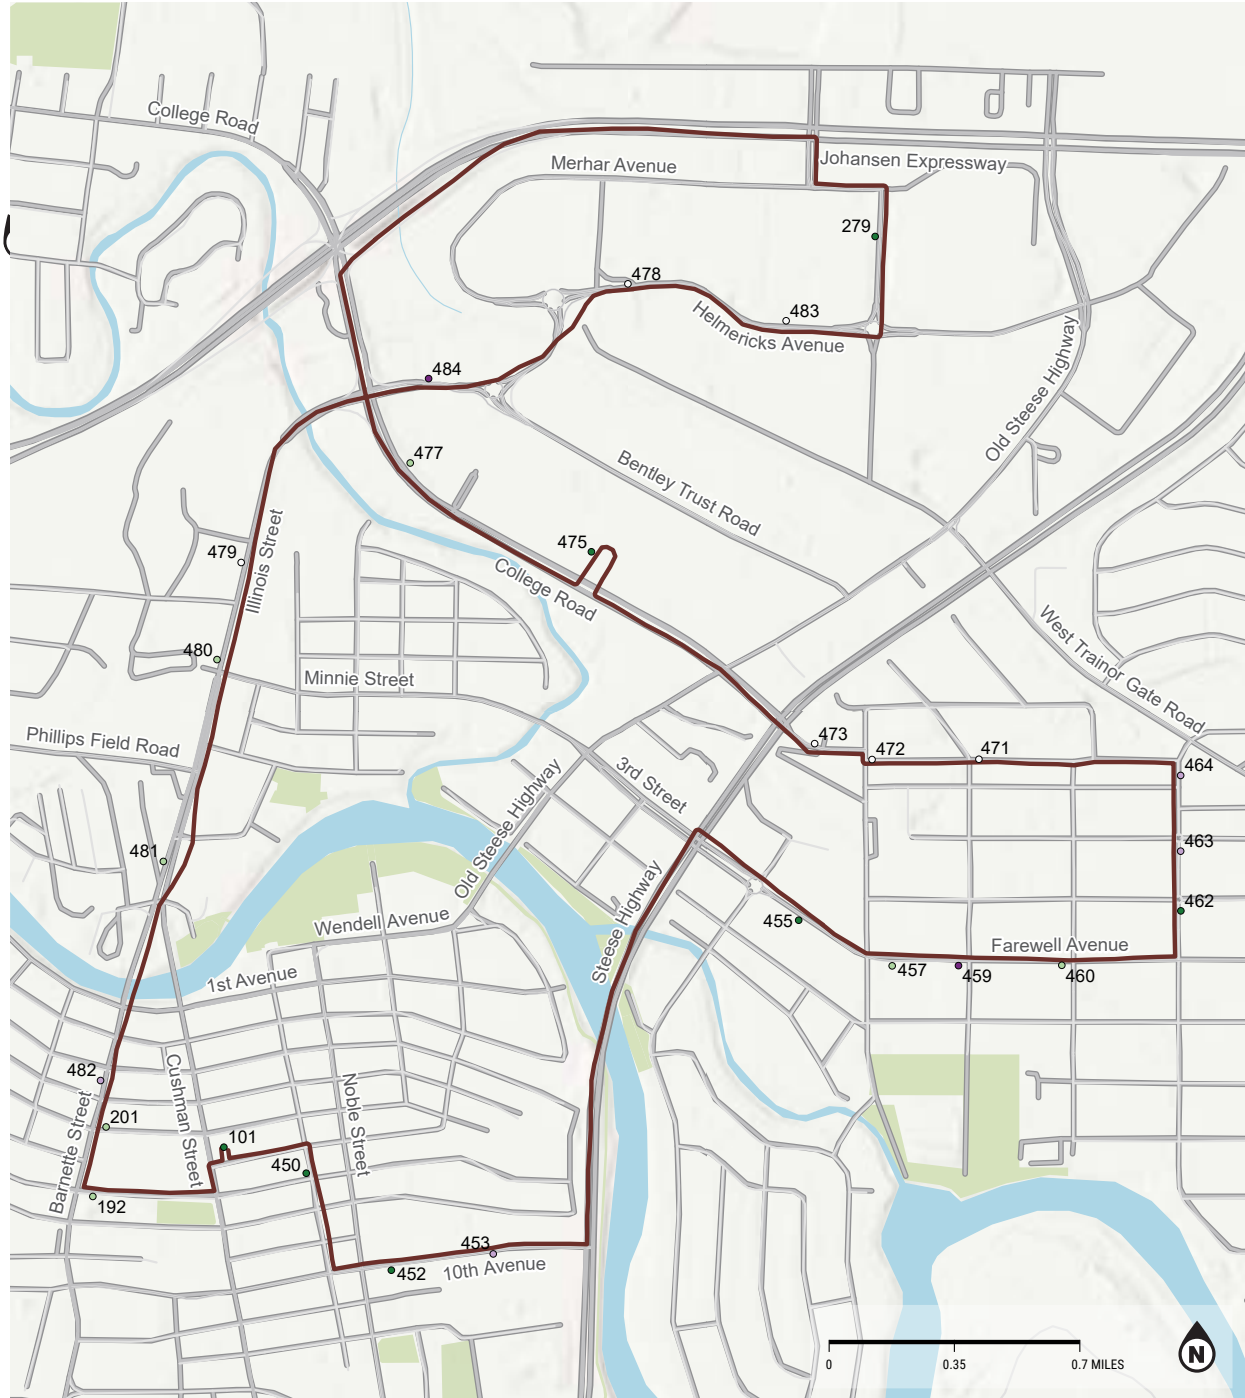 College Road
Merhar Avenue
Johansen Expressway
279
478
483
Helmericks Avenue
Old Steese Highway
484
477
Bentley Trust Road
475
479
Illinois Street
College Road
West Trainor Gate Road
480
Minnie Street
Phillips Field Road
473
472
471
464
3rd Street
Old Steese Highway
481
463
462
455
Steese Highway
Wendell Avenue
Farewell Avenue
457
459
460
1st Avenue
482
Cushman Street
Noble Street
201
101
Barnette Street
450
192
453
452
10th Avenue
0
0.35
0.7 MILES
N